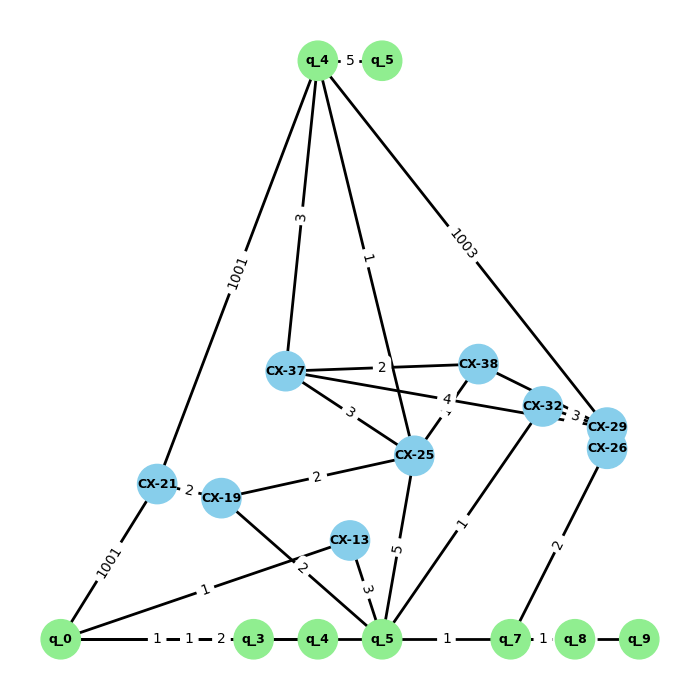 q_4 5 q_5
1001
3
1
1003
CX-37 2 CX-38
4
CX-32 3 CX-29
3
CX-25
CX-26
CX-21 2 CX-19 2
CX-13
5
1
2
1001
1
2
3
q_0 1 1 2 q_3 q_4 q_5 1 q_7 1 q_8 q_9